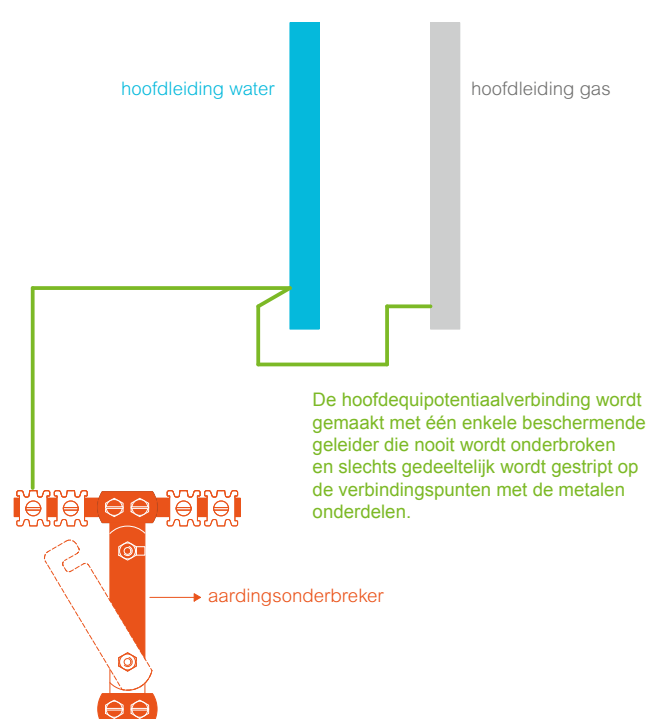 hoofdleiding water
hoofdleiding gas
De hoofdequipotentiaalverbinding wordt
gemaakt met één enkele beschermende
geleider die nooit wordt onderbroken
en slechts gedeeltelijk wordt gestript op
de verbindingspunten met de metalen
onderdelen.
aardingsonderbreker